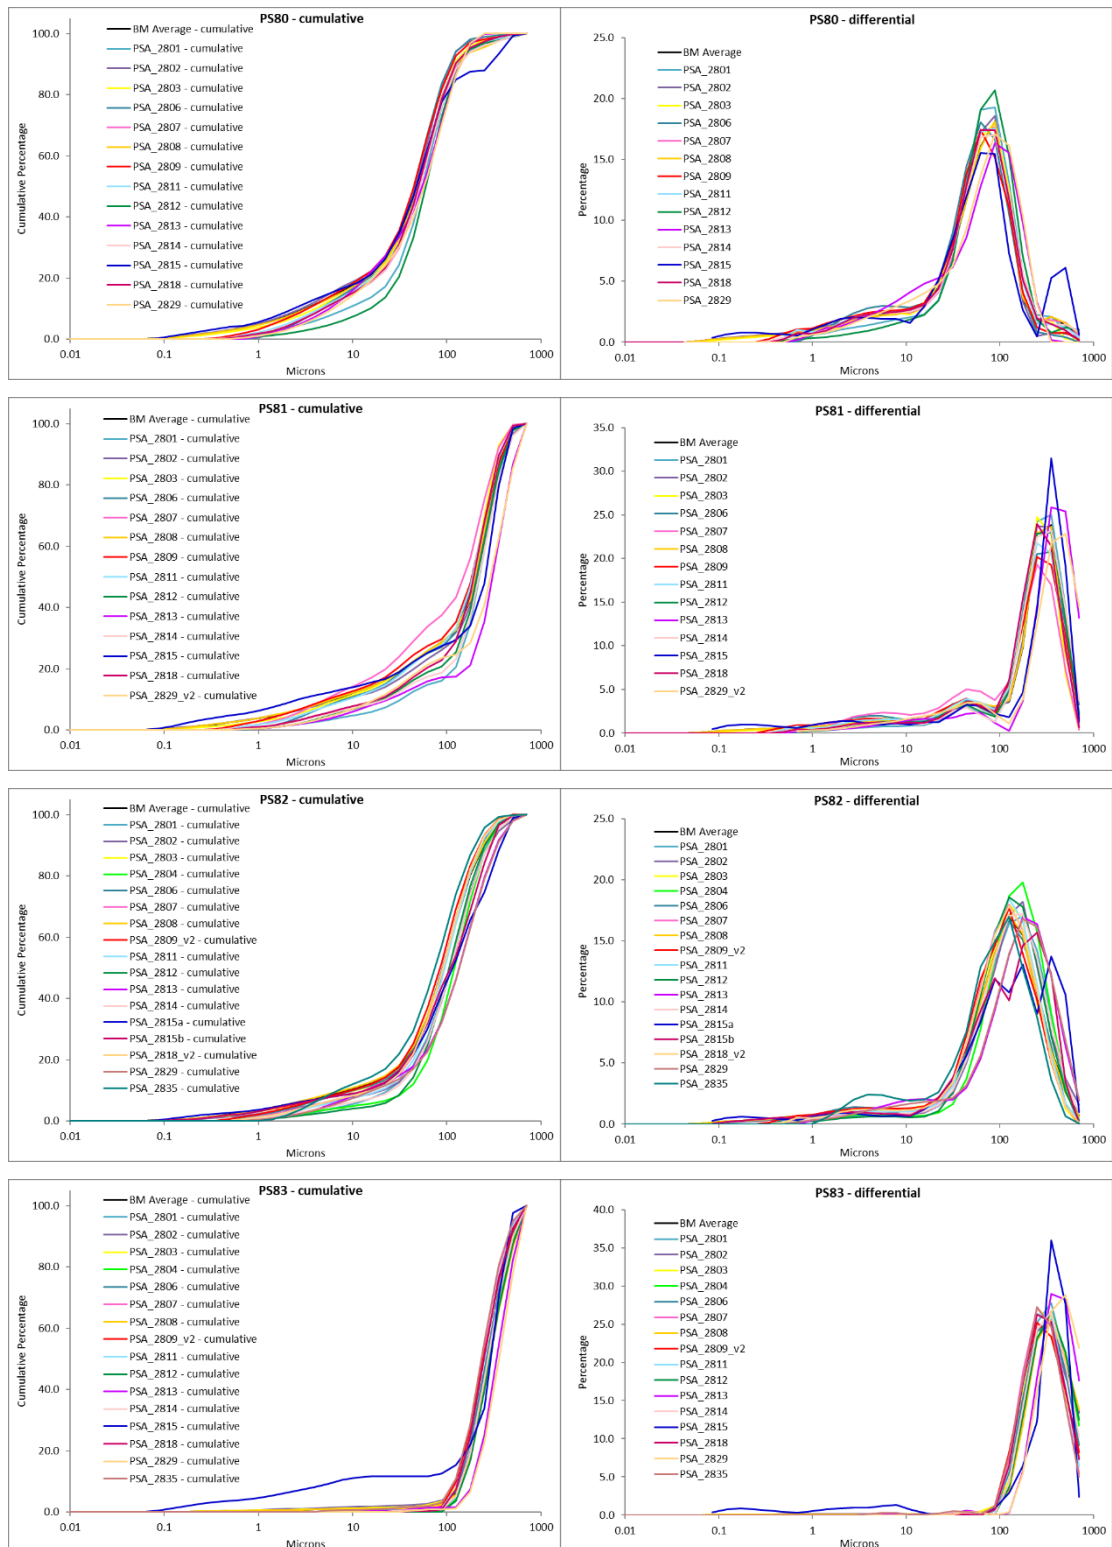 PS80 - cumulative
Cumulative Percentage
100.0
80.0
60.0
40.0
20.0
0.0
BM Average - cumulative
PSA_2801 - cumulative
PSA_2802 - cumulative
PSA_2803 - cumulative
PSA_2806 - cumulative
PSA_2807 - cumulative
PSA_2808 - cumulative
PSA_2809 - cumulative
PSA_2811 - cumulative
PSA_2812 - cumulative
PSA_2813 - cumulative
PSA_2814 - cumulative
PSA_2815 - cumulative
PSA_2818 - cumulative
PSA_2829 - cumulative
0.01 0.1 1 10 100 1000
Microns
PS80 - differential
Percentage
25.0
20.0
15.0
10.0
5.0
0.0
BM Average
PSA_2801
PSA_2802
PSA_2803
PSA_2806
PSA_2807
PSA_2808
PSA_2809
PSA_2811
PSA_2812
PSA_2813
PSA_2814
PSA_2815
PSA_2818
PSA_2829
0.01 0.1 1 10 100 1000
Microns
PS81 - cumulative
Cumulative Percentage
100.0
80.0
60.0
40.0
20.0
0.0
BM Average - cumulative
PSA_2801 - cumulative
PSA_2802 - cumulative
PSA_2803 - cumulative
PSA_2806 - cumulative
PSA_2807 - cumulative
PSA_2808 - cumulative
PSA_2809 - cumulative
PSA_2811 - cumulative
PSA_2812 - cumulative
PSA_2813 - cumulative
PSA_2814 - cumulative
PSA_2815 - cumulative
PSA_2818 - cumulative
PSA_2829_v2 - cumulative
0.01 0.1 1 10 100 1000
Microns
PS81 - differential
Percentage
35.0
30.0
25.0
20.0
15.0
10.0
5.0
0.0
BM Average
PSA_2801
PSA_2802
PSA_2803
PSA_2806
PSA_2807
PSA_2808
PSA_2809
PSA_2811
PSA_2812
PSA_2813
PSA_2814
PSA_2815
PSA_2818
PSA_2829_v2
0.01 0.1 1 10 100 1000
Microns
PS82 - cumulative
Cumulative Percentage
100.0
80.0
60.0
40.0
20.0
0.0
BM Average - cumulative
PSA_2801 - cumulative
PSA_2802 - cumulative
PSA_2803 - cumulative
PSA_2804 - cumulative
PSA_2806 - cumulative
PSA_2807 - cumulative
PSA_2808 - cumulative
PSA_2809_v2 - cumulative
PSA_2811 - cumulative
PSA_2812 - cumulative
PSA_2813 - cumulative
PSA_2814 - cumulative
PSA_2815a - cumulative
PSA_2815b - cumulative
PSA_2818_v2 - cumulative
PSA_2829 - cumulative
PSA_2835 - cumulative
0.01 0.1 1 10 100 1000
Microns
PS82 - differential
Percentage
25.0
20.0
15.0
10.0
5.0
0.0
BM Average
PSA_2801
PSA_2802
PSA_2803
PSA_2804
PSA_2806
PSA_2807
PSA_2808
PSA_2809_v2
PSA_2811
PSA_2812
PSA_2813
PSA_2814
PSA_2815a
PSA_2815b
PSA_2818_v2
PSA_2829
PSA_2835
0.01 0.1 1 10 100 1000
Microns
PS83 - cumulative
Cumulative Percentage
100.0
80.0
60.0
40.0
20.0
0.0
BM Average - cumulative
PSA_2801 - cumulative
PSA_2802 - cumulative
PSA_2803 - cumulative
PSA_2804 - cumulative
PSA_2806 - cumulative
PSA_2807 - cumulative
PSA_2808 - cumulative
PSA_2809_v2 - cumulative
PSA_2811 - cumulative
PSA_2812 - cumulative
PSA_2813 - cumulative
PSA_2814 - cumulative
PSA_2815 - cumulative
PSA_2818 - cumulative
PSA_2829 - cumulative
PSA_2835 - cumulative
0.01 0.1 1 10 100 1000
Microns
PS83 - differential
Percentage
40.0
35.0
30.0
25.0
20.0
15.0
10.0
5.0
0.0
BM Average
PSA_2801
PSA_2802
PSA_2803
PSA_2804
PSA_2806
PSA_2807
PSA_2808
PSA_2809_v2
PSA_2811
PSA_2812
PSA_2813
PSA_2814
PSA_2815
PSA_2818
PSA_2829
PSA_2835
0.01 0.1 1 10 100 1000
Microns